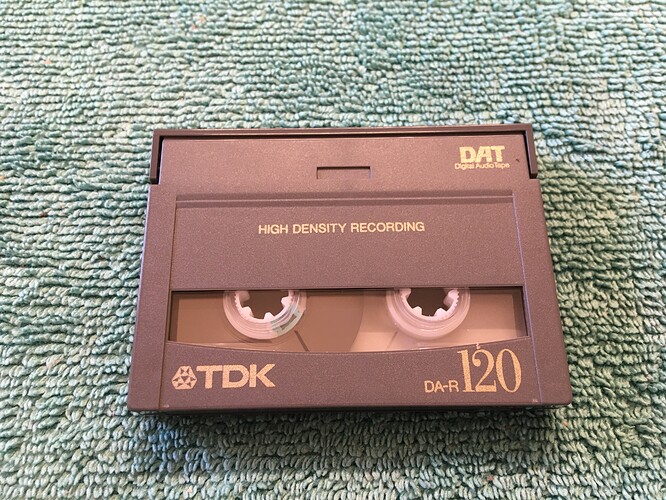 DAT
Digital Audio Tape
HIGH DENSITY RECORDING
TDK
DA-R 120